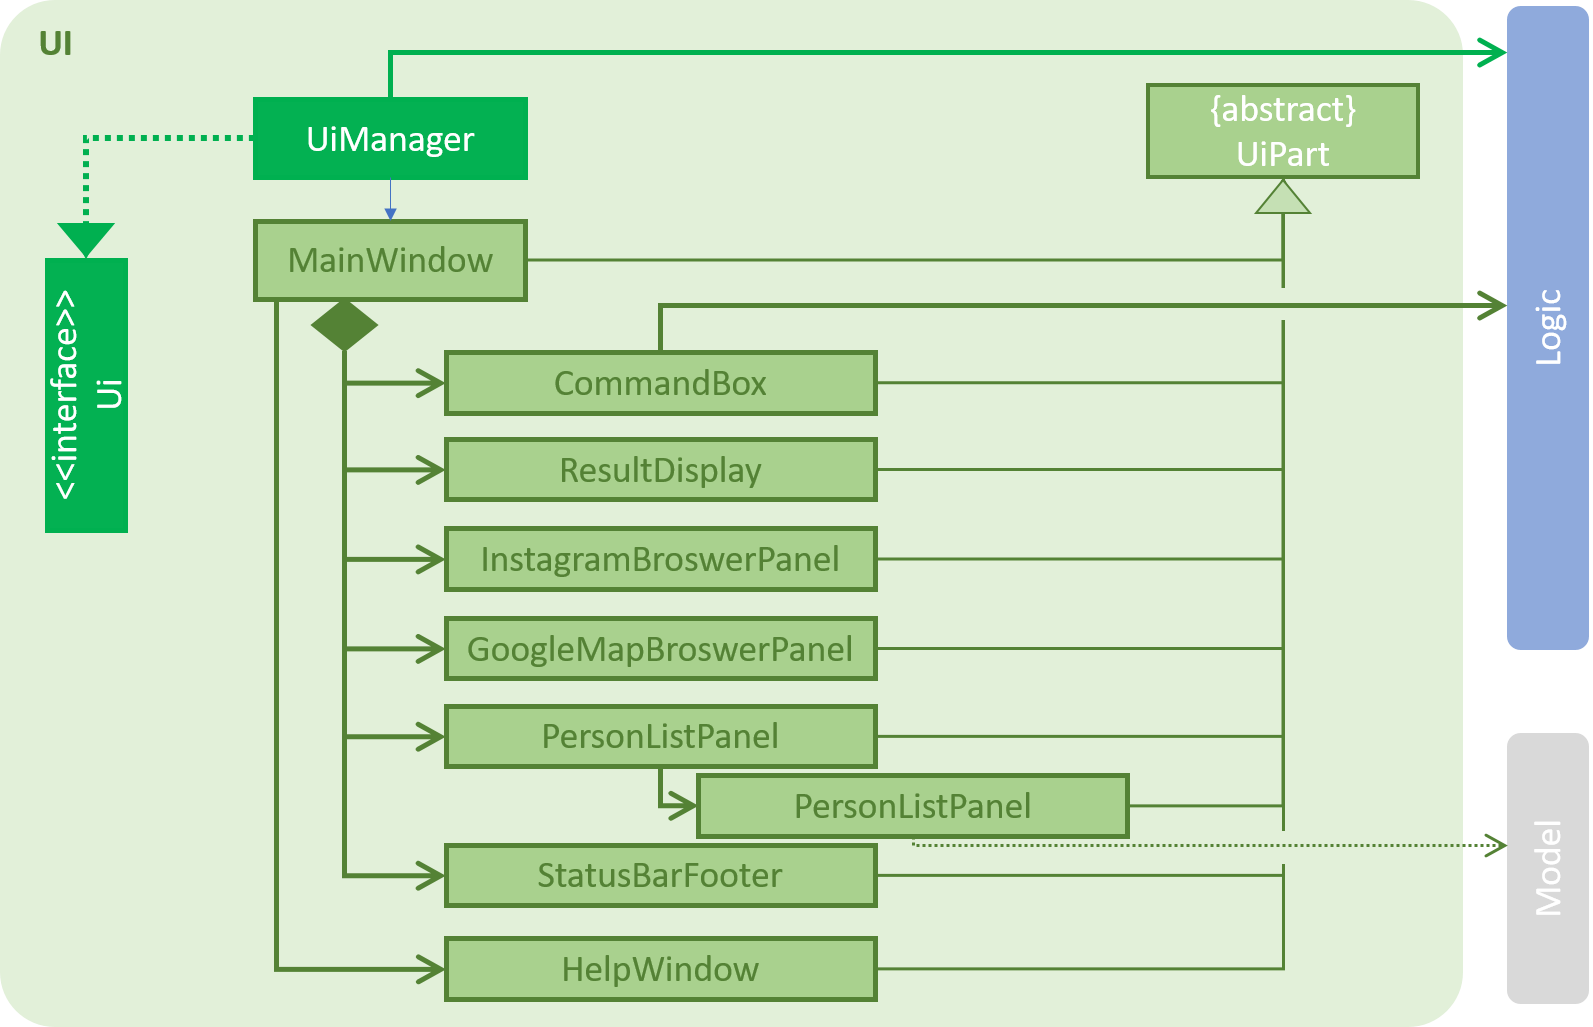 UI
UiManager
{abstract}
UiPart
MainWindow
<<interface>>
Ui
Logic
CommandBox
ResultDisplay
InstagramBroswerPanel
GoogleMapBroswerPanel
PersonListPanel
PersonListPanel
Model
StatusBarFooter
HelpWindow